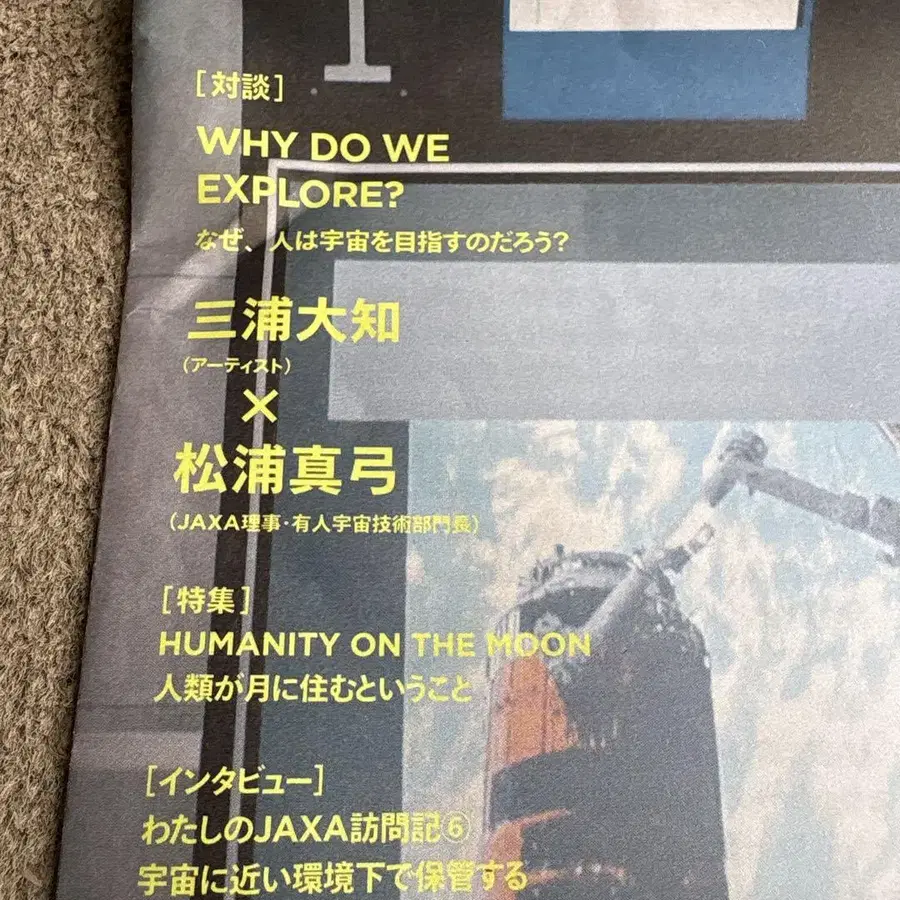 [対談]
WHY DO WE
EXPLORE?
なぜ、人は宇宙を目指すのだろう?
三浦大知
(アーティスト)
×
松浦真弓
(JAXA理事・有人宇宙技術部門長)
[特集]
HUMANITY ON THE MOON
人類が月に住むということ
[インタビュー]
わたしのJAXA訪問記⑥
宇宙に近い環境下で保管する